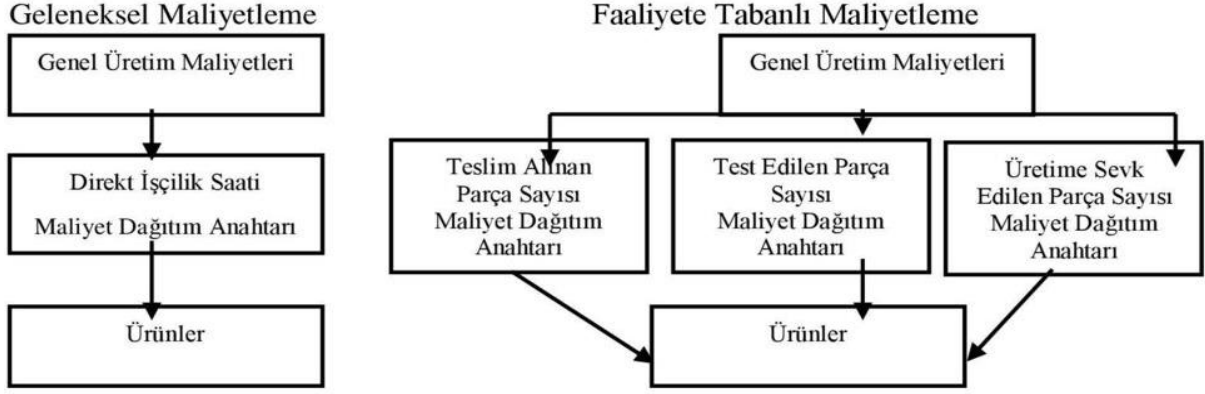 Geleneksel Maliyetleme
Genel Üretim Maliyetleri
Direkt İşçilik Saati
Maliyet Dağıtım Anahtarı
Ürünler
Faaliyete Tabanlı Maliyetleme
Genel Üretim Maliyetleri
Teslim Alınan
Parça Sayısı
Maliyet Dağıtım
Anahtarı
Test Edilen Parça
Sayısı
Maliyet Dağıtım
Anahtarı
Üretime Sevk
Edilen Parça Sayısı
Maliyet Dağıtım
Anahtarı
Ürünler